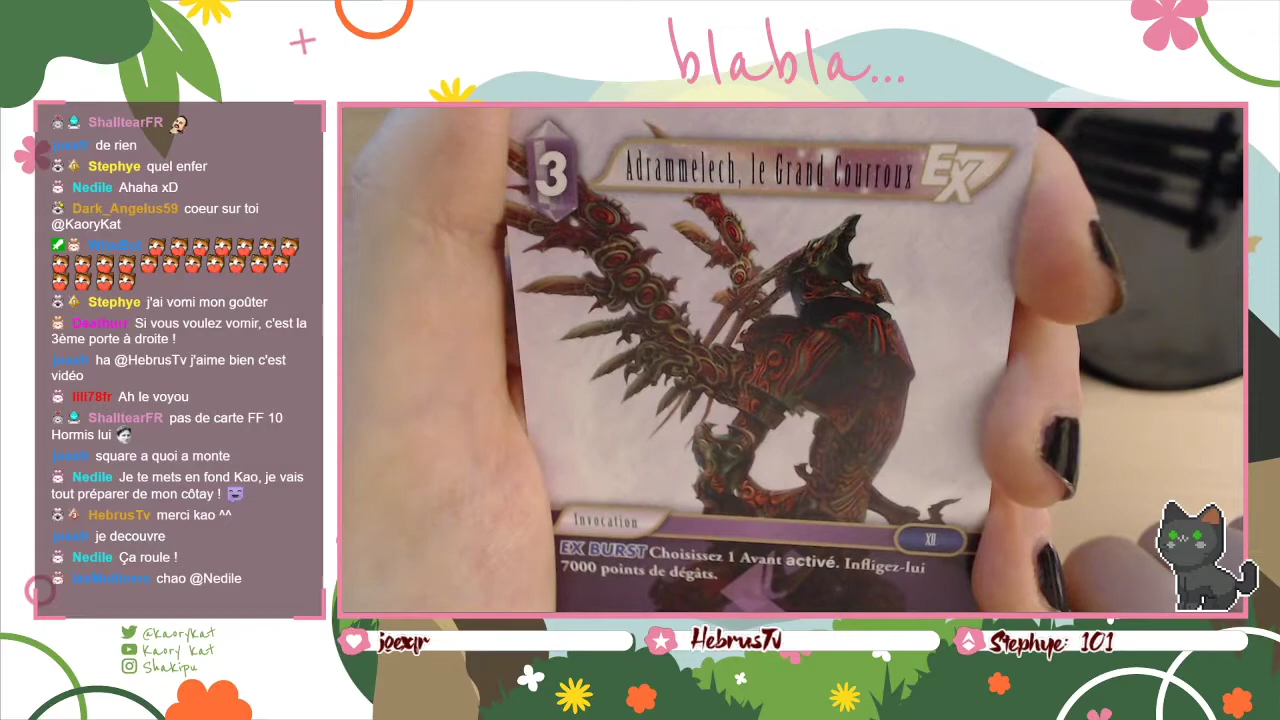 blabla...
ShalltearFR
de rien
Stephye quel enfer
Nedile Ahaha xD
Dark_Angelus59 coeur sur toi
@KaoryKat
Stephye j'ai vomi mon goûter
Si vous voulez vomir, c'est la
3ème porte à droite !
ha @HebrusTv j'aime bien c'est
vidéo
lili78fr Ah le voyou
ShalltearFR pas de carte FF 10
Hormis lui
square a quoi a monte
Nedile Je te mets en fond Kao, je vais
tout préparer de mon côtay !
HebrusTv merci kao ^^
je decouvre
Nedile Ça roule !
chao @Nedile
@kaorykat
Kaory kat
Shakipu
3
Adrammelech, le Grand Courroux
EX
Invocation
XII
EX BURST Choisissez 1 Avant activé. Infligez-lui
7000 points de dégâts.
HebrusTv
Stephye: 101